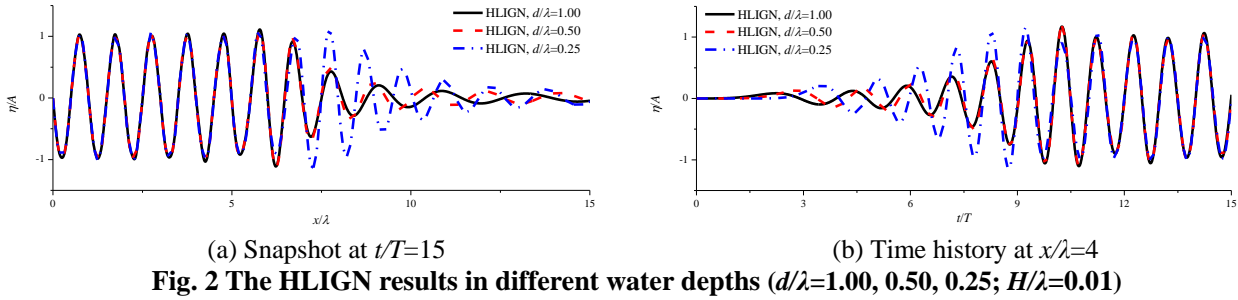 HLIGN, d/λ=1.00
HLIGN, d/λ=0.50
HLIGN, d/λ=0.25
η/A
1
0
-1
0
5
10
15
x/λ
(a) Snapshot at t/T=15
HLIGN, d/λ=1.00
HLIGN, d/λ=0.50
HLIGN, d/λ=0.25
η/A
1
0
-1
0
3
6
9
12
15
t/T
(b) Time history at x/λ=4
Fig. 2 The HLIGN results in different water depths (d/λ=1.00, 0.50, 0.25; H/λ=0.01)